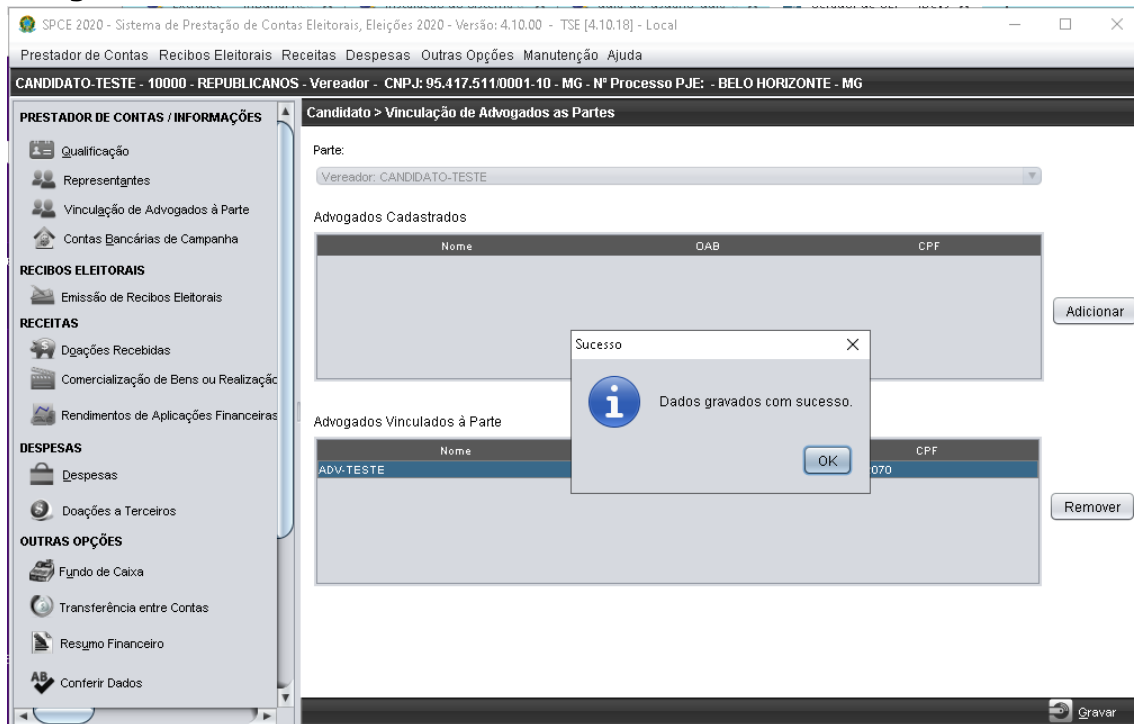 SPCE 2020 - Sistema de Prestação de Contas Eleitorais, Eleições 2020 - Versão: 4.10.00 - TSE [4.10.18] - Local
Prestador de Contas Recibos Eleitorais Receitas Despesas Outras Opções Manutenção Ajuda
CANDIDATO-TESTE - 10000 - REPUBLICANOS - Vereador - CNPJ: 95.417.511/0001-10 - MG - Nº Processo PJE: - BELO HORIZONTE - MG
PRESTADOR DE CONTAS / INFORMAÇÕES
Qualificação
Representantes
Vinculação de Advogados à Parte
Contas Bancárias de Campanha
RECIBOS ELEITORAIS
Emissão de Recibos Eleitorais
RECEITAS
Doações Recebidas
Comercialização de Bens ou Realizaçã
Rendimentos de Aplicações Financeiras
DESPESAS
Despesas
Doações a Terceiros
OUTRAS OPÇÕES
Fundo de Caixa
Transferência entre Contas
Resumo Financeiro
Conferir Dados
Candidato > Vinculação de Advogados as Partes
Parte:
Vereador: CANDIDATO-TESTE
Advogados Cadastrados
Nome OAB CPF
Adicionar
Sucesso
Dados gravados com sucesso.
OK
Advogados Vinculados à Parte
Nome CPF
ADV-TESTE 070
Remover
Gravar